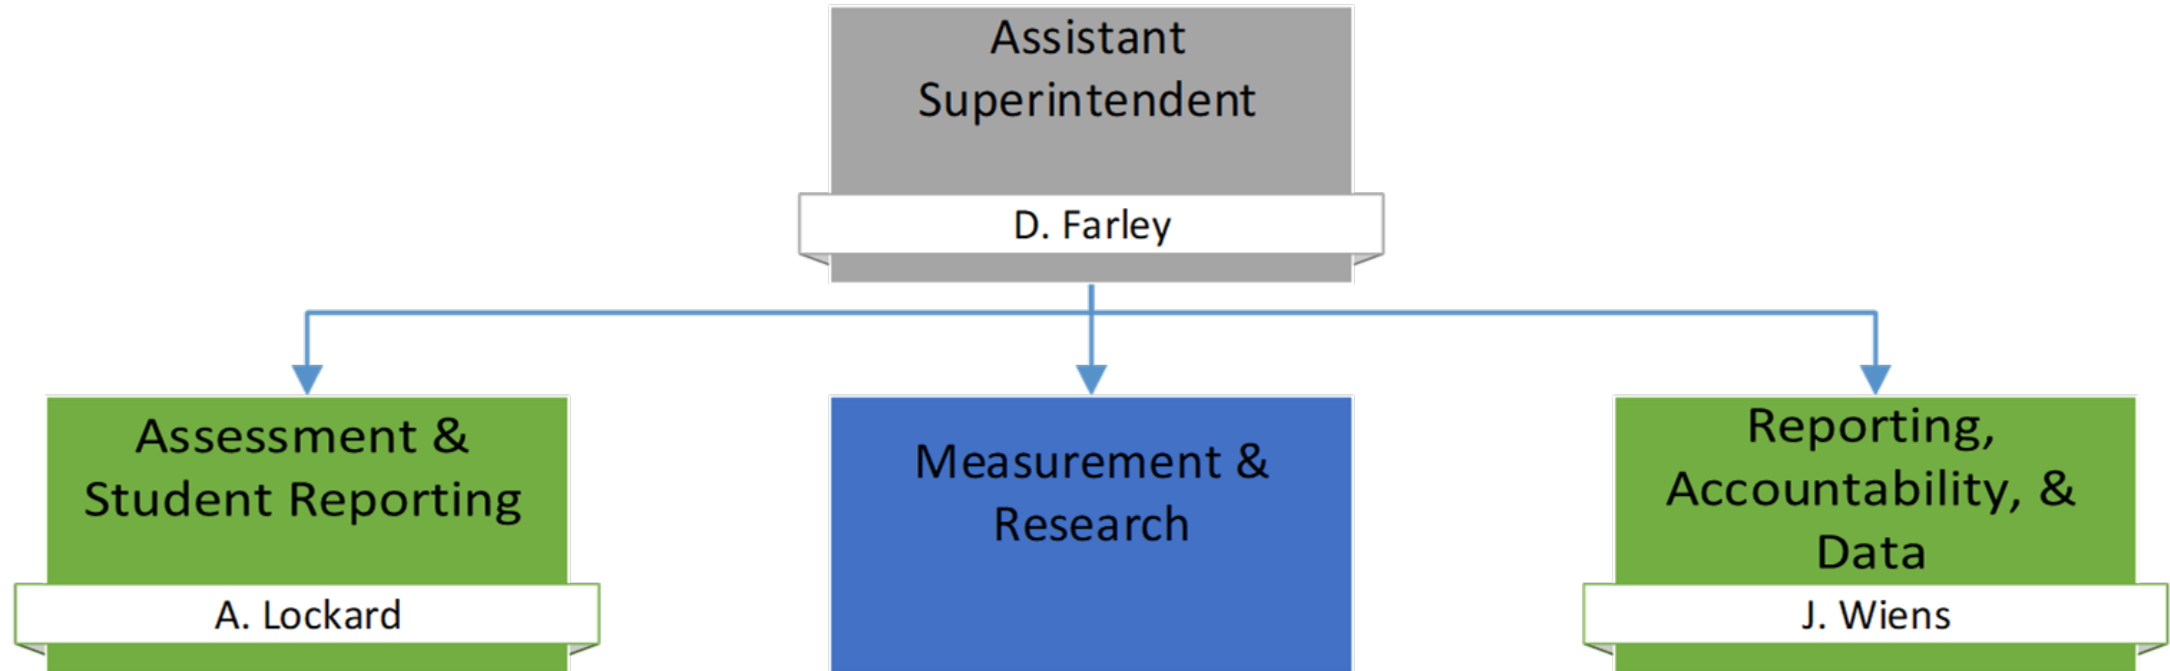 Assistant
Superintendent
D. Farley
Assessment &
Student Reporting
A. Lockard
Measurement &
Research
Reporting,
Accountability, &
Data
J. Wiens